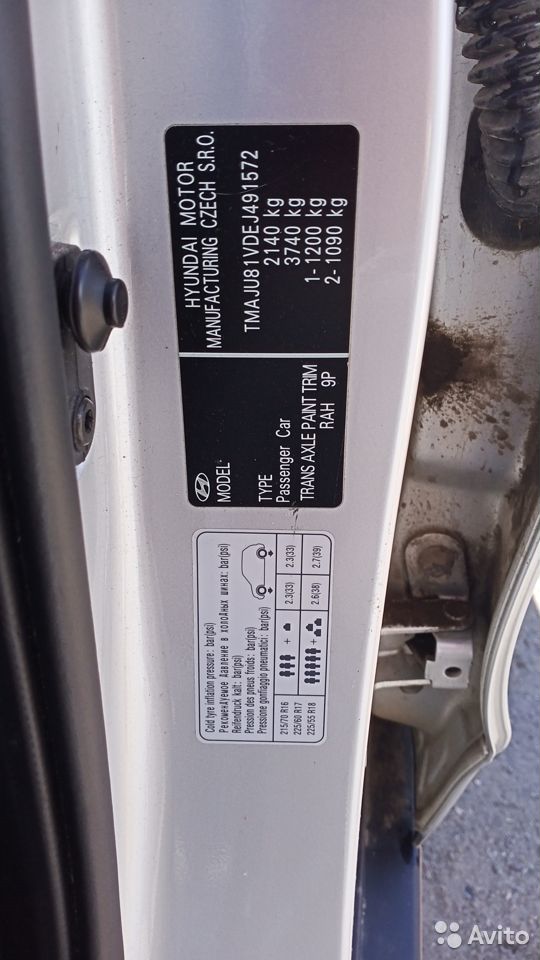 MODEL
HYUNDAI MOTOR
MANUFACTURING CZECH S.R.O.
TYPE
TMAJU81VDEJ491572
Passenger Car
2140 kg
3740 kg
TRANS AXLE PAINT TRIM
1- 1200 kg
RAH 9P
2- 1090 kg
Cold tyre inflation pressure : bar(psi)
Рекомендуемое давление в холодных шинах: bar(psi)
Reifendruck kalt : bar(psi)
Pression des pneus froids : bar(psi)
Pressione gonfiaggio pneumatici : bar(psi)
215/70 R16
225/60 R17
225/55 R18
+
2.3(33)
2.3(33)
+
2.6(38)
2.7(39)
Avito